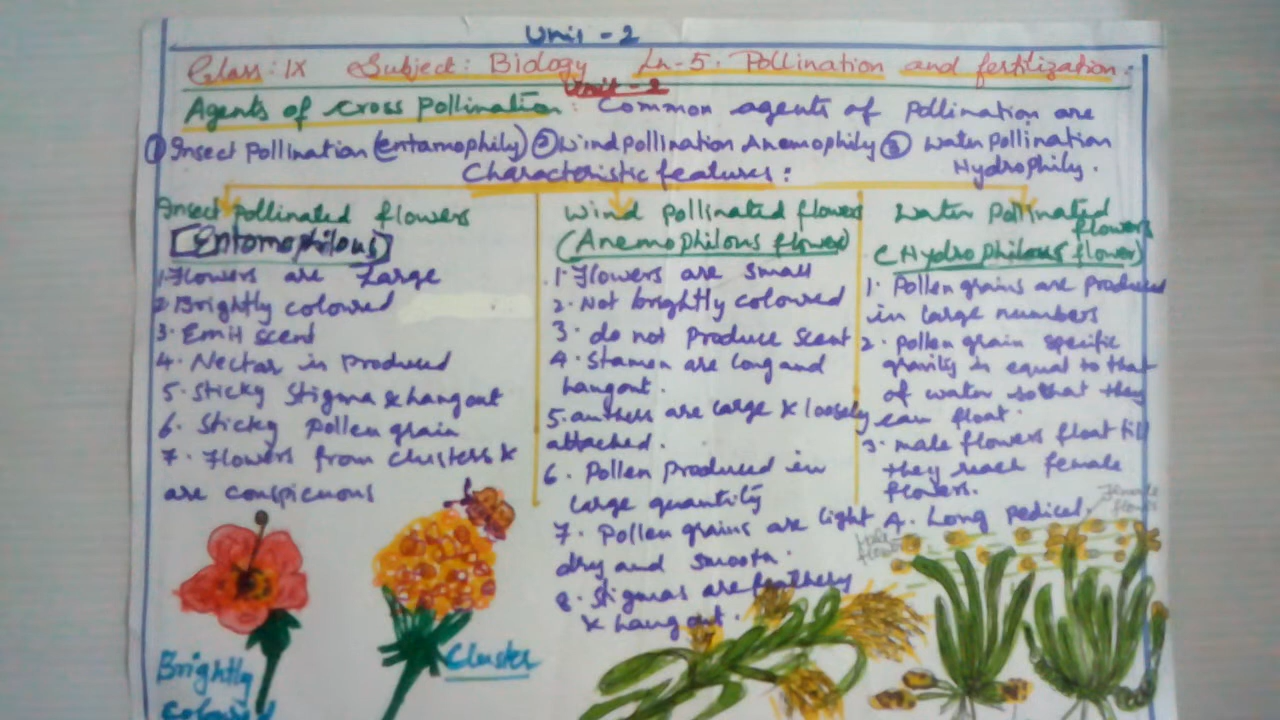 Unit - 2
Class: IX Subject: Biology Ln-5. Pollination and fertilization.
Unit - 2
Agents of cross pollination: Common agents of pollination are
① Insect pollination (entamophily) ② Wind pollination Anemophily ③ Water pollination
Hydrophily.
Characteristic features:
Insect pollinated flowers
[Entomophilous]
1. Flowers are Large
2. Brightly coloured
3. Emit scent
4. Nectar is produced
5. Sticky Stigma & hangout
6. Sticky pollen grain
7. Flowers from clusters &
are conspicuous
Brightly
coloured
Cluster
Wind pollinated flower
(Anemophilous flower)
1. Flowers are small
2. Not brightly coloured
3. do not produce scent
4. Stamen are long and
hangout.
5. anthers are large & loosely
attached.
6. Pollen produced in
large quantity
7. Pollen grains are light
dry and smooth.
8. Stigmas are feathery
& hang out.
Water pollinated
flowers
(Hydrophilous flower)
1. Pollen grains are produced
in large numbers
2. pollen grain specific
gravity is equal to that
of water so that they
can float.
3. male flowers float till
they reach female
flowers.
4. Long pedicel.
Female
flower
Male
flower